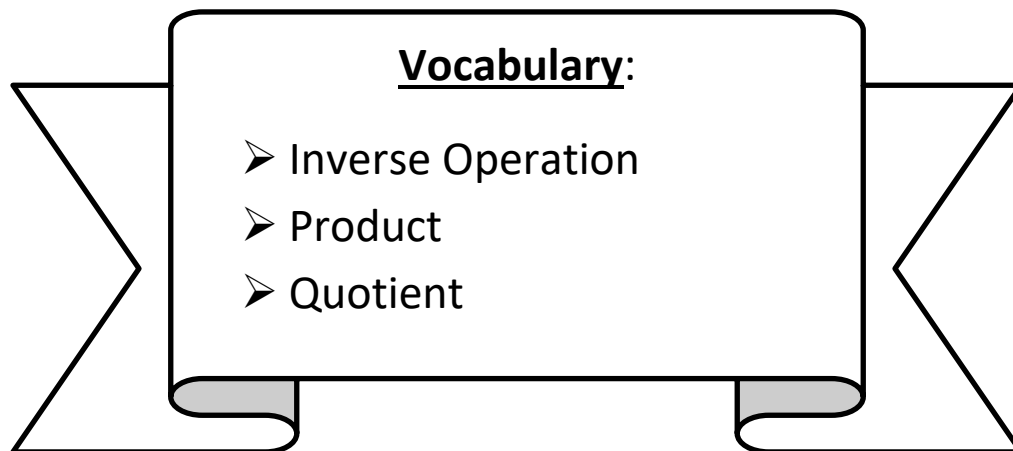 Vocabulary:
➢ Inverse Operation
➢ Product
➢ Quotient